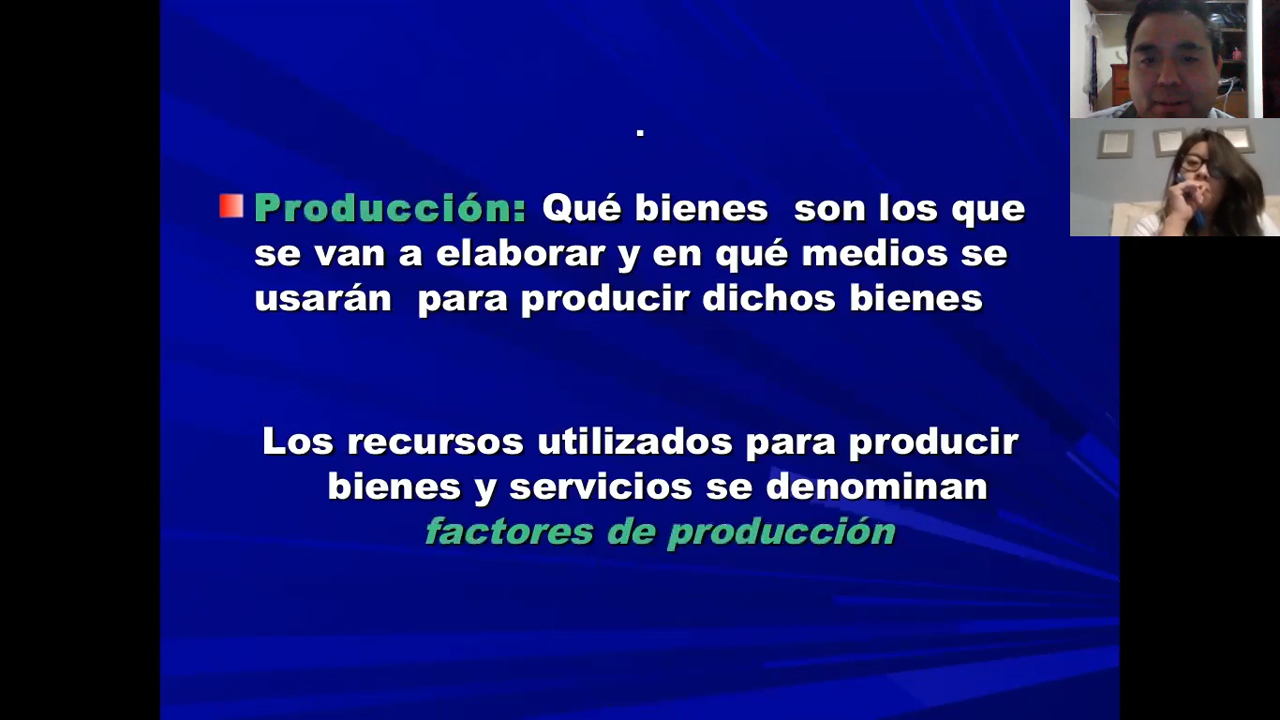 .
Producción: Qué bienes son los que
se van a elaborar y en qué medios se
usarán para producir dichos bienes
Los recursos utilizados para producir
bienes y servicios se denominan
factores de producción